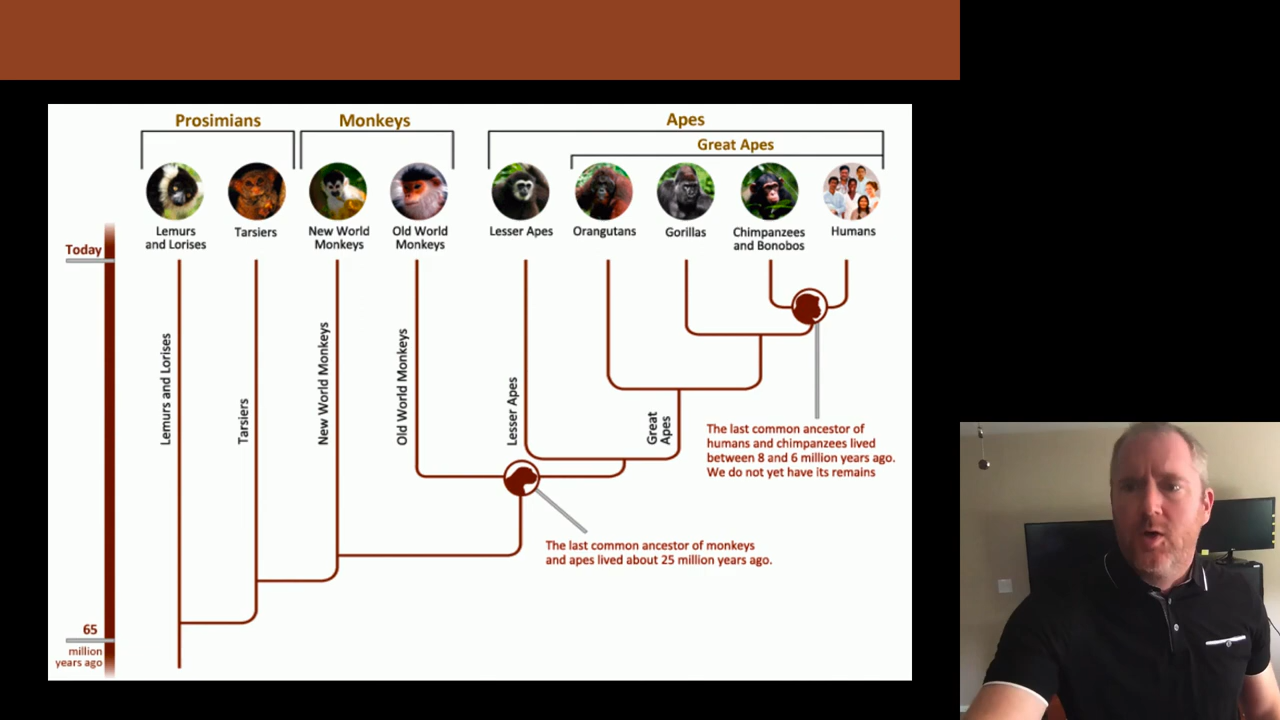 Prosimians
Monkeys
Apes
Great Apes
Lemurs
and Lorises
Tarsiers
New World
Monkeys
Old World
Monkeys
Lesser Apes
Orangutans
Gorillas
Chimpanzees
and Bonobos
Humans
Today
Lemurs and Lorises
Tarsiers
New World Monkeys
Old World Monkeys
Lesser Apes
Great
Apes
The last common ancestor of
humans and chimpanzees lived
between 8 and 6 million years ago.
We do not yet have its remains
The last common ancestor of monkeys
and apes lived about 25 million years ago.
65
million
years ago